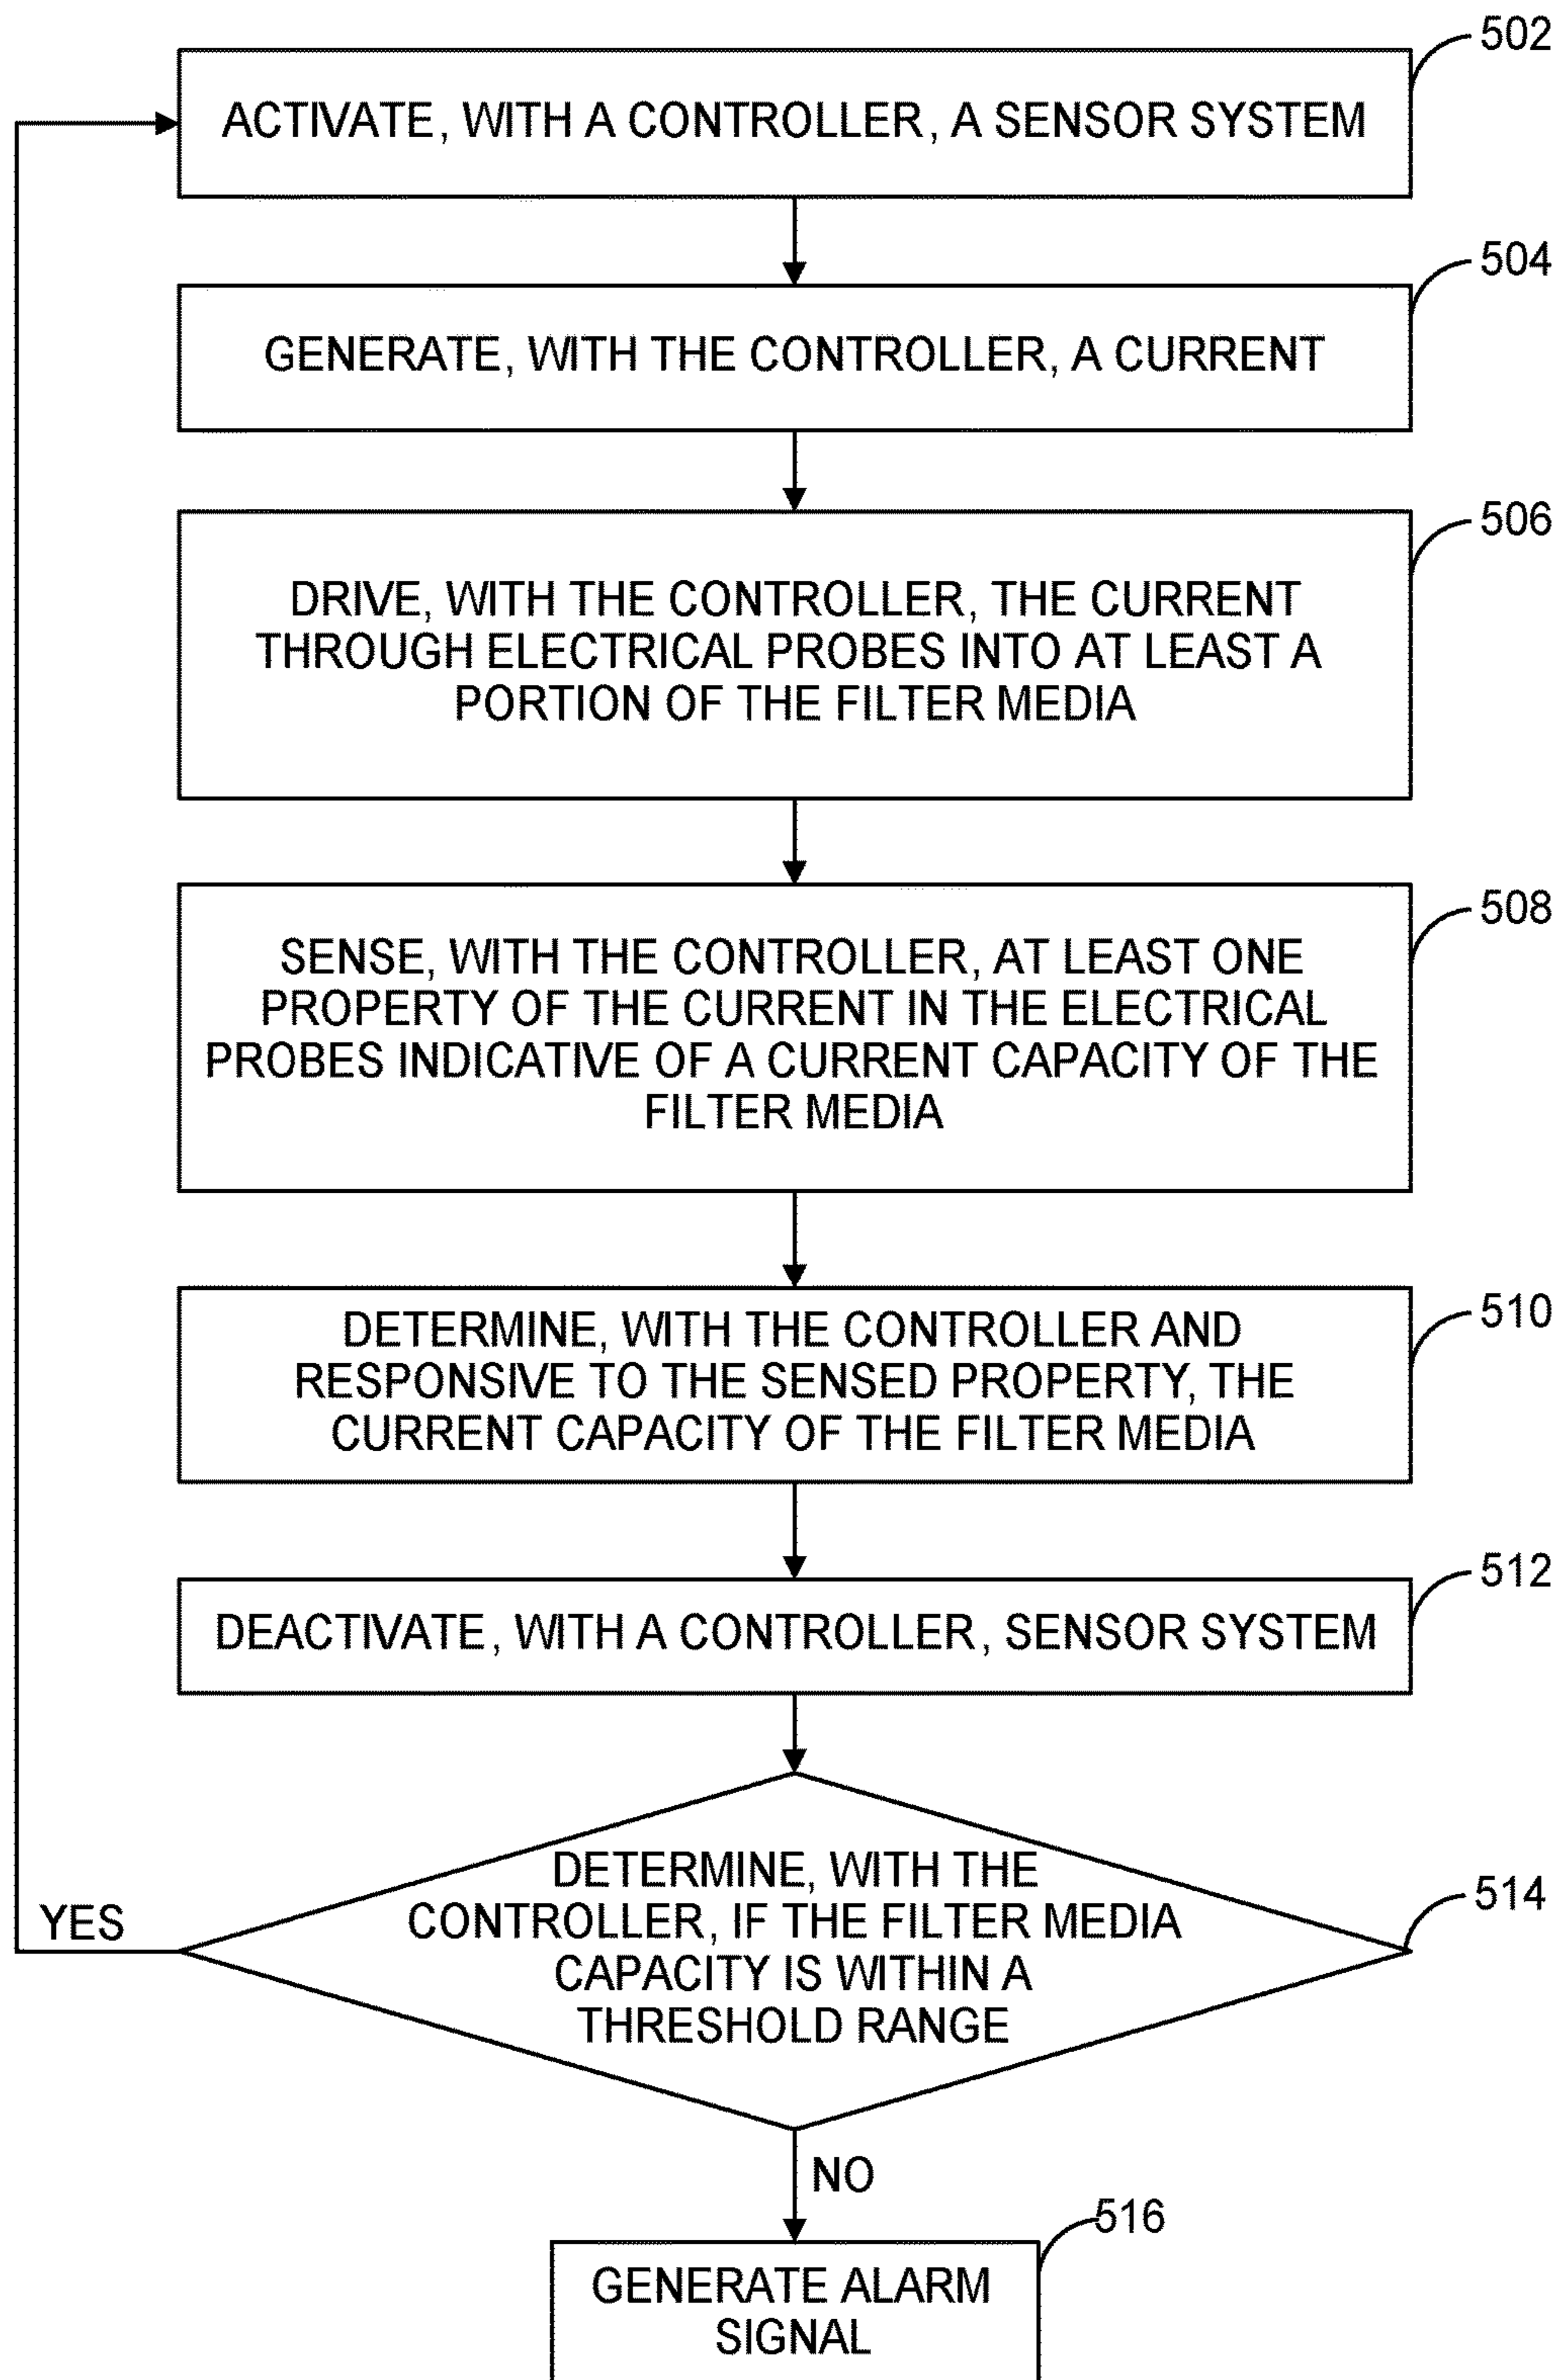 502
ACTIVATE, WITH A CONTROLLER, A SENSOR SYSTEM
504
GENERATE, WITH THE CONTROLLER, A CURRENT
506
DRIVE, WITH THE CONTROLLER, THE CURRENT
THROUGH ELECTRICAL PROBES INTO AT LEAST A
PORTION OF THE FILTER MEDIA
508
SENSE, WITH THE CONTROLLER, AT LEAST ONE
PROPERTY OF THE CURRENT IN THE ELECTRICAL
PROBES INDICATIVE OF A CURRENT CAPACITY OF THE
FILTER MEDIA
510
DETERMINE, WITH THE CONTROLLER AND
RESPONSIVE TO THE SENSED PROPERTY, THE
CURRENT CAPACITY OF THE FILTER MEDIA
512
DEACTIVATE, WITH A CONTROLLER, SENSOR SYSTEM
514
DETERMINE, WITH THE
CONTROLLER, IF THE FILTER MEDIA
CAPACITY IS WITHIN A
THRESHOLD RANGE
YES
NO
516
GENERATE ALARM
SIGNAL